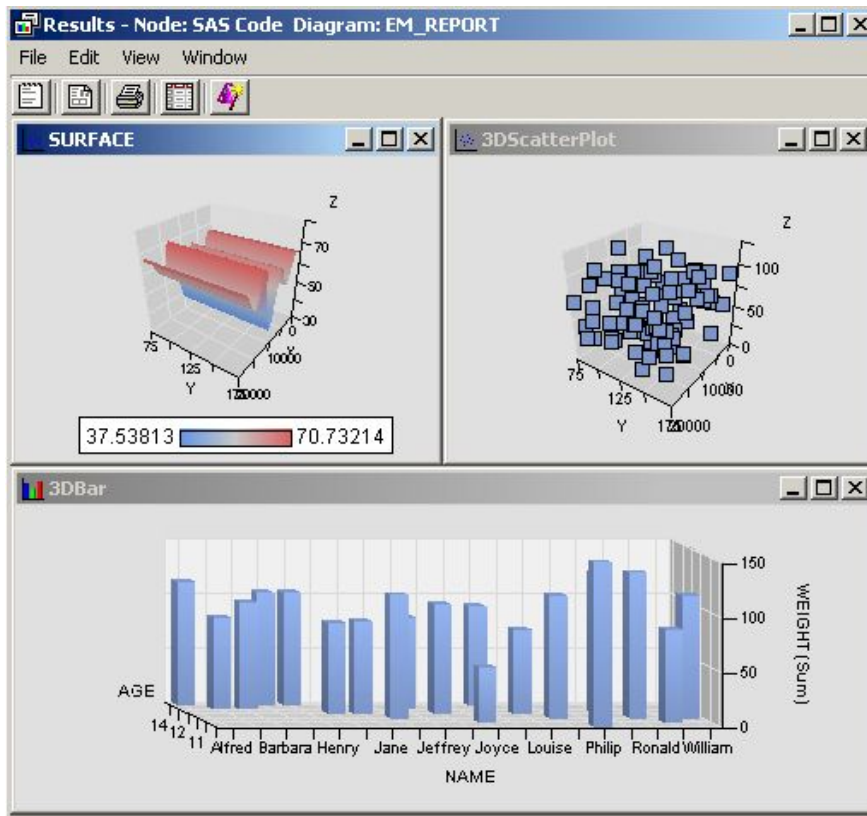 Results - Node: SAS Code Diagram: EM_REPORT
File Edit View Window
SURFACE
Z
70
50
30
0
10000
75
125
Y
37.53813
70.73214
3DScatterPlot
Z
100
50
0
0
75
125
Y
3DBar
150
100
50
0
WEIGHT (Sum)
AGE
14
12
11
Alfred Barbara Henry Jane Jeffrey Joyce Louise Philip Ronald William
NAME